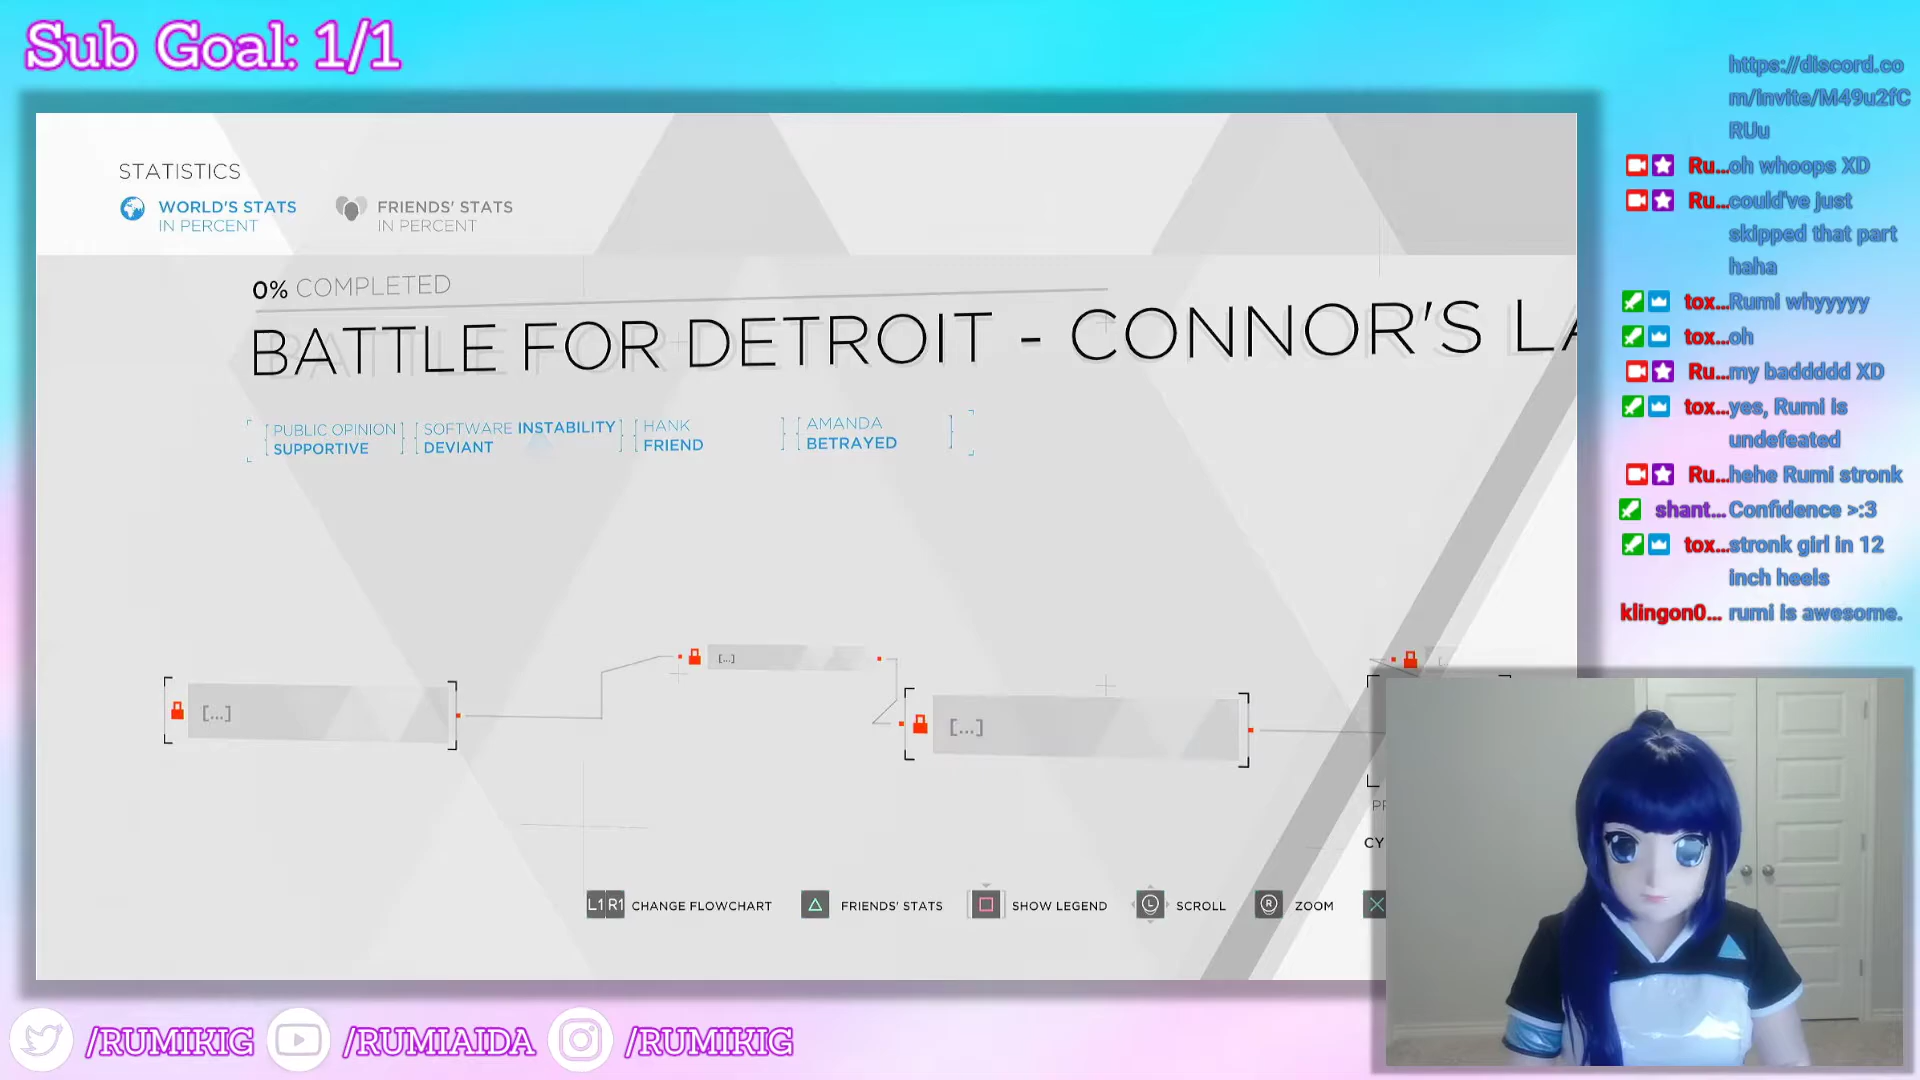 Sub Goal: 1/1
STATISTICS
WORLD'S STATS
IN PERCENT
FRIENDS' STATS
IN PERCENT
0% COMPLETED
BATTLE FOR DETROIT - CONNOR'S LA
PUBLIC OPINION
SUPPORTIVE
SOFTWARE INSTABILITY
DEVIANT
HANK
FRIEND
AMANDA
BETRAYED
[...]
[...]
[...]
[...
PR
CY
L1 R1 CHANGE FLOWCHART
FRIENDS' STATS
SHOW LEGEND
L SCROLL
R ZOOM
https://discord.co
m/invite/M49u2fC
RUu
Ru...oh whoops XD
Ru...could've just
skipped that part
haha
tox...Rumi whyyyyy
tox...oh
Ru...my baddddd XD
tox...yes, Rumi is
undefeated
Ru...hehe Rumi stronk
shant...Confidence >:3
tox...stronk girl in 12
inch heels
klingon0... rumi is awesome.
/RUMIKIG
/RUMIAIDA
/RUMIKIG